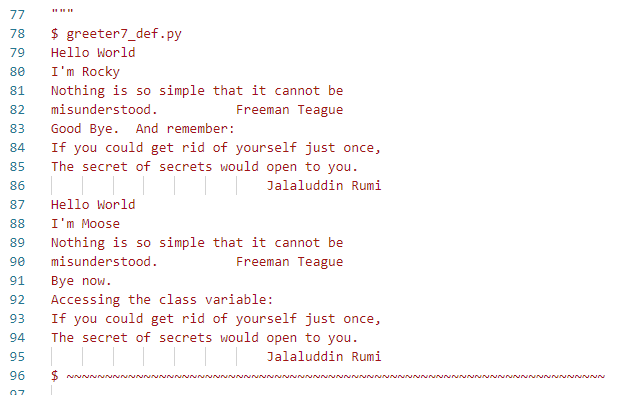 77 """
78 $ greeter7_def.py
79 Hello World
80 I'm Rocky
81 Nothing is so simple that it cannot be
82 misunderstood.          Freeman Teague
83 Good Bye.  And remember:
84 If you could get rid of yourself just once,
85 The secret of secrets would open to you.
86                             Jalaluddin Rumi
87 Hello World
88 I'm Moose
89 Nothing is so simple that it cannot be
90 misunderstood.          Freeman Teague
91 Bye now.
92 Accessing the class variable:
93 If you could get rid of yourself just once,
94 The secret of secrets would open to you.
95                             Jalaluddin Rumi
96 $ ~~~~~~~~~~~~~~~~~~~~~~~~~~~~~~~~~~~~~~~~~~~~~~~~~~~~~~~~~~~~~~~~~~~~~~
97